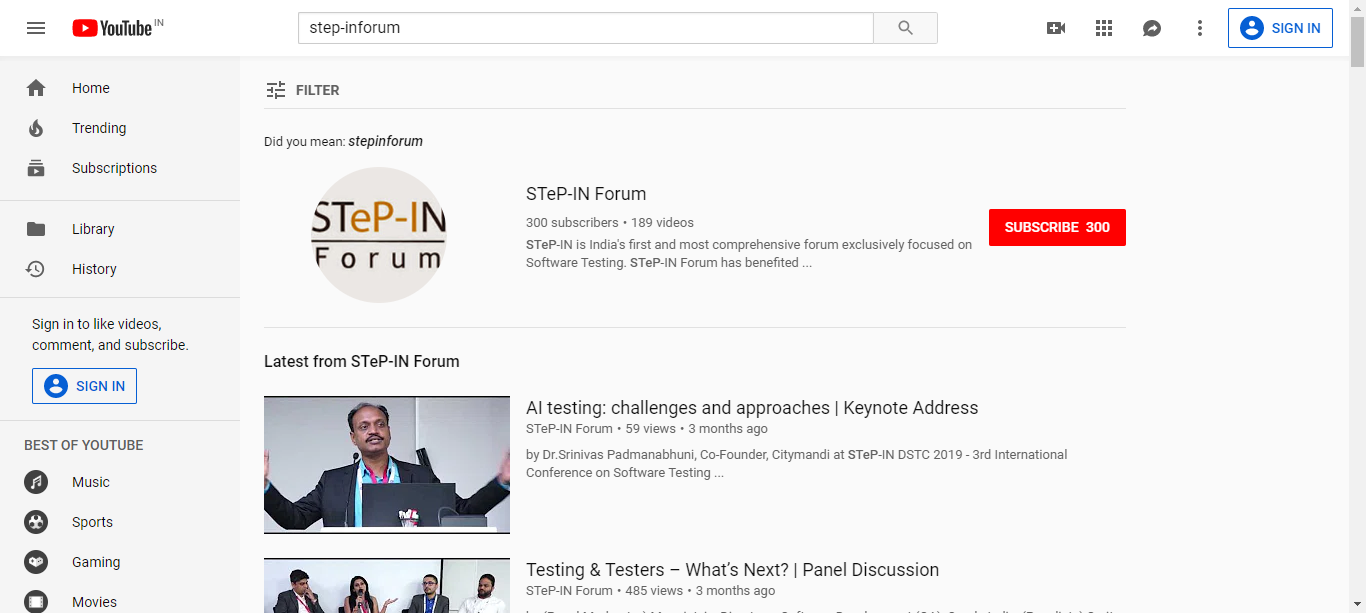 YouTube IN
step-inforum
SIGN IN
Home
Trending
Subscriptions
Library
History
Sign in to like videos,
comment, and subscribe.
SIGN IN
BEST OF YOUTUBE
Music
Sports
Gaming
Movies
FILTER
Did you mean: stepinforum
STeP-IN
Forum
STeP-IN Forum
300 subscribers • 189 videos
STeP-IN is India's first and most comprehensive forum exclusively focused on
Software Testing. STeP-IN Forum has benefited ...
SUBSCRIBE 300
Latest from STeP-IN Forum
AI testing: challenges and approaches | Keynote Address
STeP-IN Forum • 59 views • 3 months ago
by Dr.Srinivas Padmanabhuni, Co-Founder, Citymandi at STeP-IN DSTC 2019 - 3rd International
Conference on Software Testing ...
Testing & Testers – What’s Next? | Panel Discussion
STeP-IN Forum • 485 views • 3 months ago